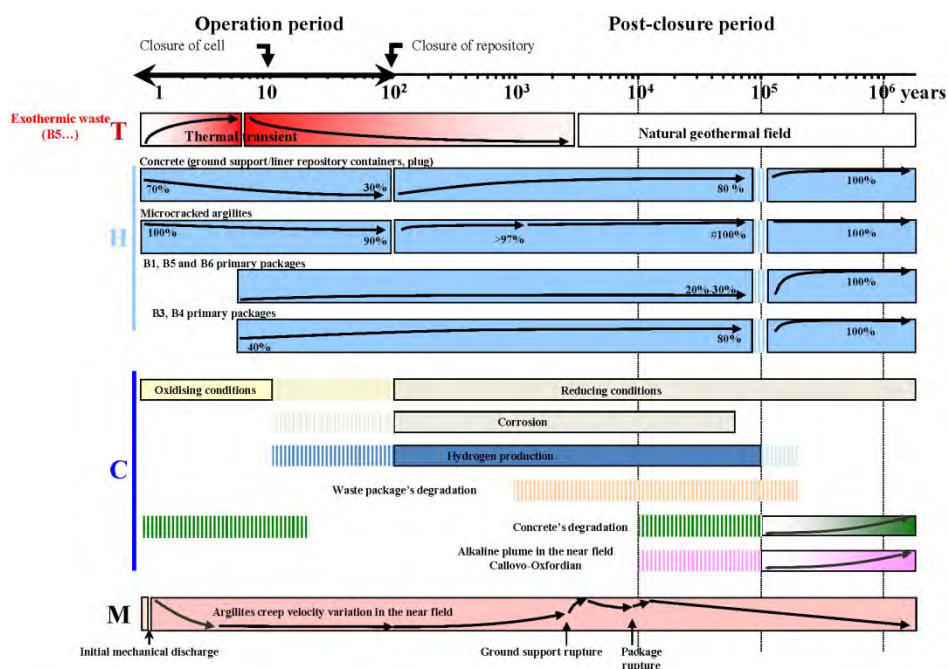 Operation period
Post-closure period
Closure of cell
Closure of repository
1 10 10² 10³ 10⁴ 10⁵ 10⁶ years
Exothermic waste
(B5...)
T
Thermal transient
Natural geothermal field
H
Concrete (ground support/liner repository containers, plug)
70% 30% 80 % 100%
Microcracked argilites
100% 90% >97% #100% 100%
B1, B5 and B6 primary packages
20%-30% 100%
B3, B4 primary packages
40% 80% 100%
C
Oxidising conditions
Reducing conditions
Corrosion
Hydrogen production
Waste package's degradation
Concrete's degradation
Alkaline plume in the near field
Callovo-Oxfordian
M
Argilites creep velocity variation in the near field
Initial mechanical discharge
Ground support rupture
Package
rupture